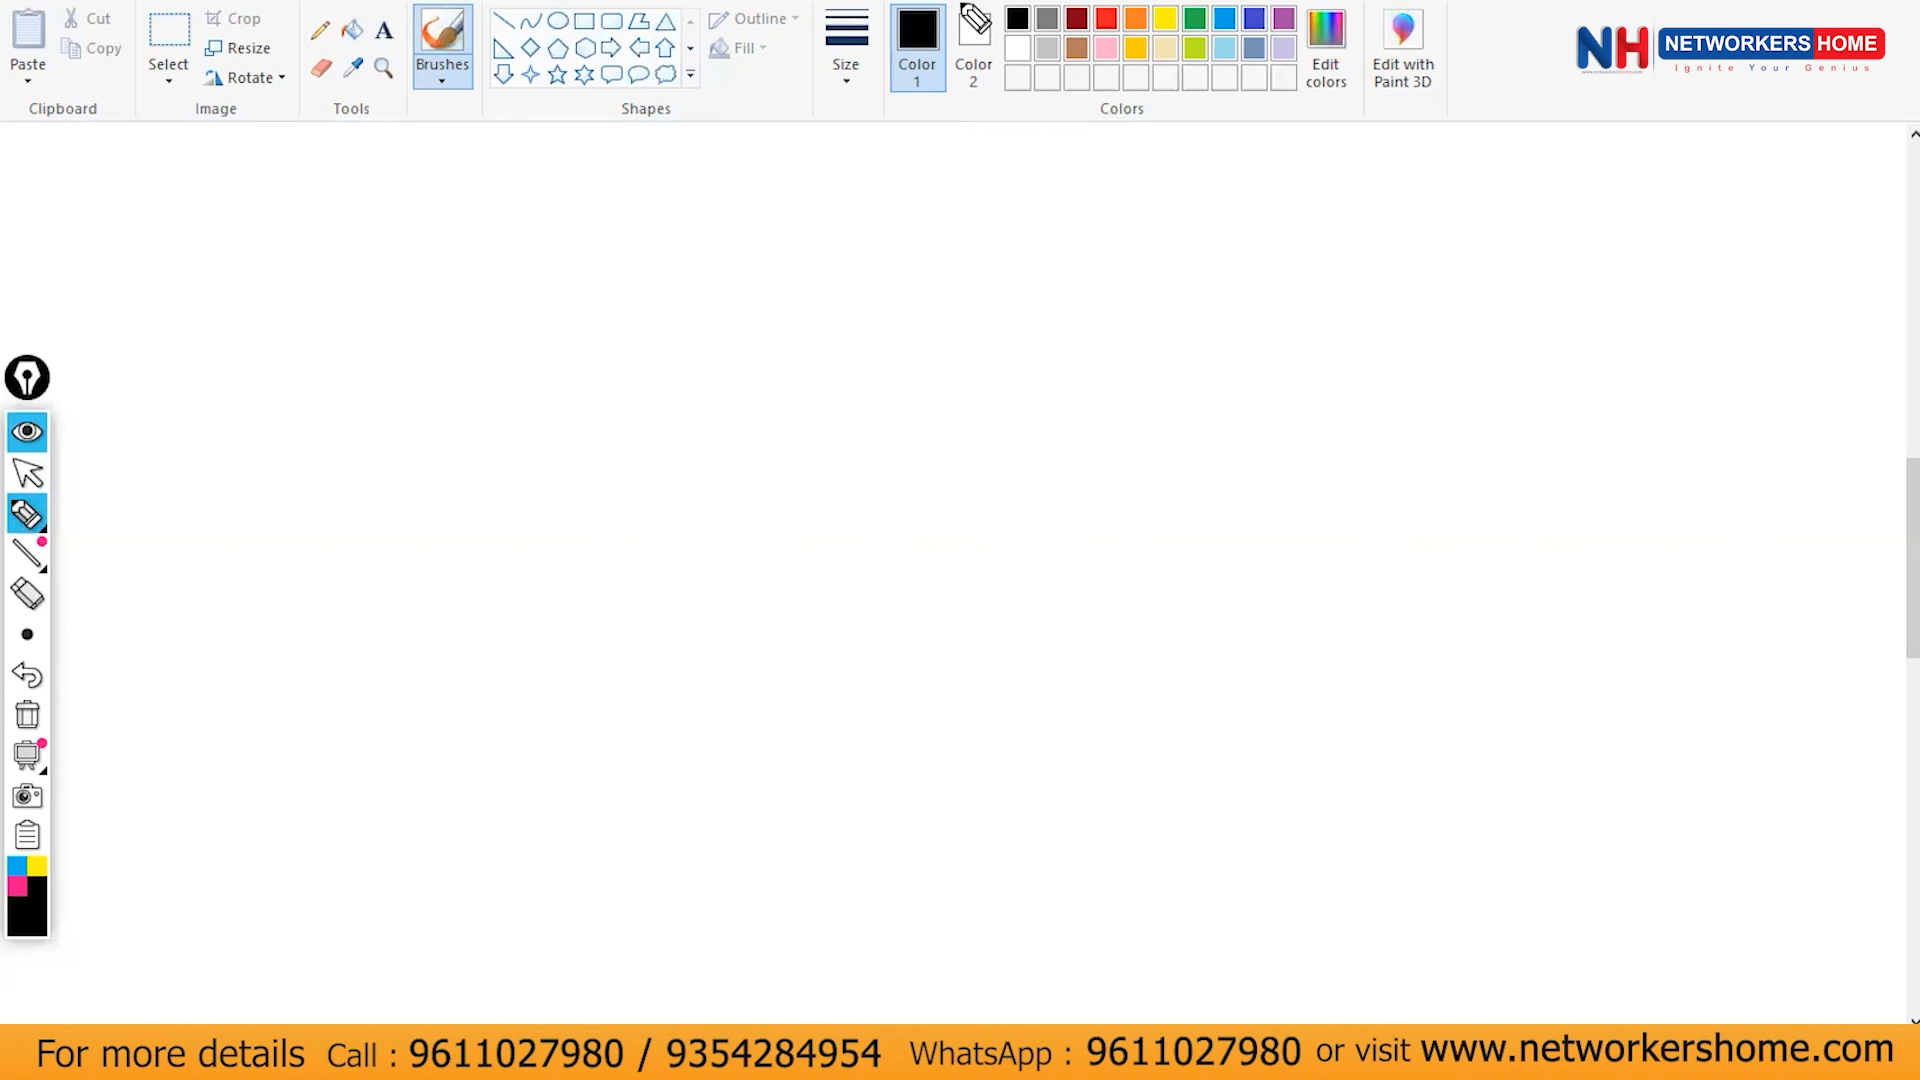 Paste
Cut
Copy
Clipboard
Select
Crop
Resize
Rotate
Image
A
Tools
Brushes
Shapes
Outline
Fill
Size
Color
1
Color
2
Colors
Edit
colors
Edit with
Paint 3D
NH NETWORKERS HOME
Ignite Your Genius
For more details Call : 9611027980 / 9354284954 WhatsApp : 9611027980 or visit www.networkershome.com